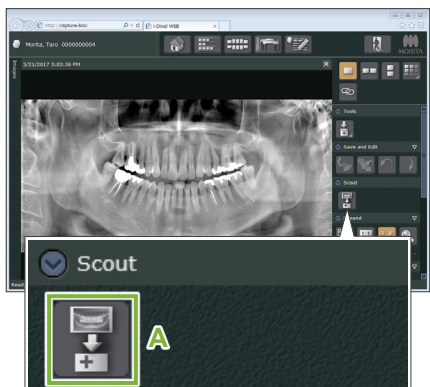 http://capture-box/
i-Dixel WEB
Morita, Taro 0000000004
MORITA
Images
3/21/2017 3:03:36 PM
Tools
Save and Edit
Scout
Scout
A